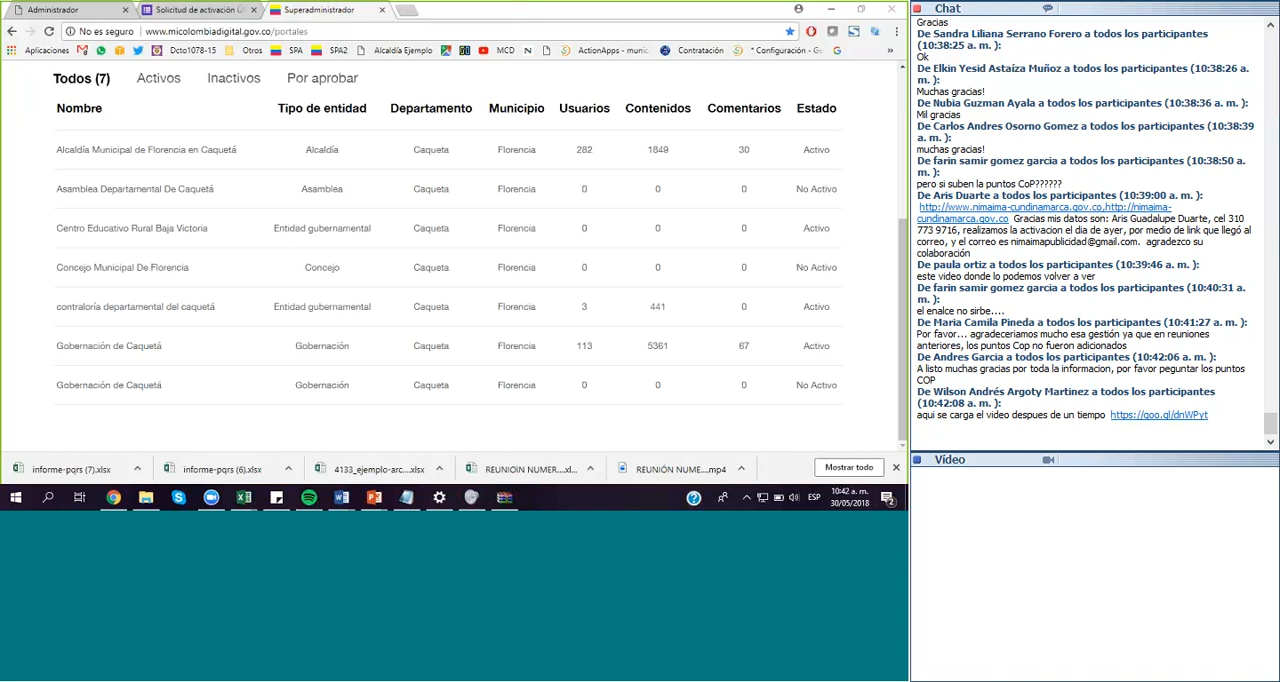 Administrador
Solicitud de activación Ú
Superadministrador
No es seguro | www.micolombiadigital.gov.co/portales
Aplicaciones
Dcto1078-15
Otros
SPA
SPA2
Alcaldía Ejemplo
MCD
ActionApps - munic
Contratación
* Configuración - Ge
»
Todos (7) Activos Inactivos Por aprobar
Nombre Tipo de entidad Departamento Municipio Usuarios Contenidos Comentarios Estado
Alcaldía Municipal de Florencia en Caquetá Alcaldía Caqueta Florencia 282 1849 30 Activo
Asamblea Departamental De Caquetá Asamblea Caqueta Florencia 0 0 0 No Activo
Centro Educativo Rural Baja Victoria Entidad gubernamental Caqueta Florencia 0 0 0 No Activo
Concejo Municipal De Florencia Concejo Caqueta Florencia 0 0 0 No Activo
contraloría departamental del caquetá Entidad gubernamental Caqueta Florencia 3 441 0 Activo
Gobernación de Caquetá Gobernación Caqueta Florencia 113 5361 67 Activo
Gobernación de Caquetá Gobernación Caqueta Florencia 0 0 0 No Activo
informe-pqrs (7).xlsx
informe-pqrs (6).xlsx
4133_ejemplo-arc....xlsx
REUNIOìN NUMER....xl...
REUNIÓN NUME....mp4
Mostrar todo
ESP
10:42 a. m.
30/05/2018
2
Chat
Gracias
De Sandra Liliana Serrano Forero a todos los participantes
(10:38:25 a. m. ):
Ok
De Elkin Yesid Astaíza Muñoz a todos los participantes (10:38:26 a.
m. ):
Muchas gracias!
De Nubia Guzman Ayala a todos los participantes (10:38:36 a. m. ):
Mil gracias
De Carlos Andres Osorno Gomez a todos los participantes (10:38:39
a. m. ):
muchas gracias!
De farin samir gomez garcia a todos los participantes (10:38:50 a.
m. ):
pero si suben la puntos CoP??????
De Aris Duarte a todos los participantes (10:39:00 a. m. ):
http://www.nimaima-cundinamarca.gov.co,http://nimaima-
cundinamarca.gov.co Gracias mis datos son: Aris Guadalupe Duarte, cel 310
773 9716, realizamos la activacion el dia de ayer, por medio de link que llegó al
correo, y el correo es nimaimapublicidad@gmail.com. agradezco su
colaboración
De paula ortiz a todos los participantes (10:39:46 a. m. ):
este video donde lo podemos volver a ver
De farin samir gomez garcia a todos los participantes (10:40:31 a.
m. ):
el enalce no sirbe....
De Maria Camila Pineda a todos los participantes (10:41:27 a. m. ):
Por favor... agradeceriamos mucho esa gestión ya que en reuniones
anteriores, los puntos Cop no fueron adicionados
De Andres Garcia a todos los participantes (10:42:06 a. m. ):
A listo muchas gracias por toda la informacion, por favor peguntar los puntos
COP
De Wilson Andrés Argoty Martinez a todos los participantes
(10:42:08 a. m. ):
aqui se carga el video despues de un tiempo https://goo.gl/dnWPyt
Vídeo